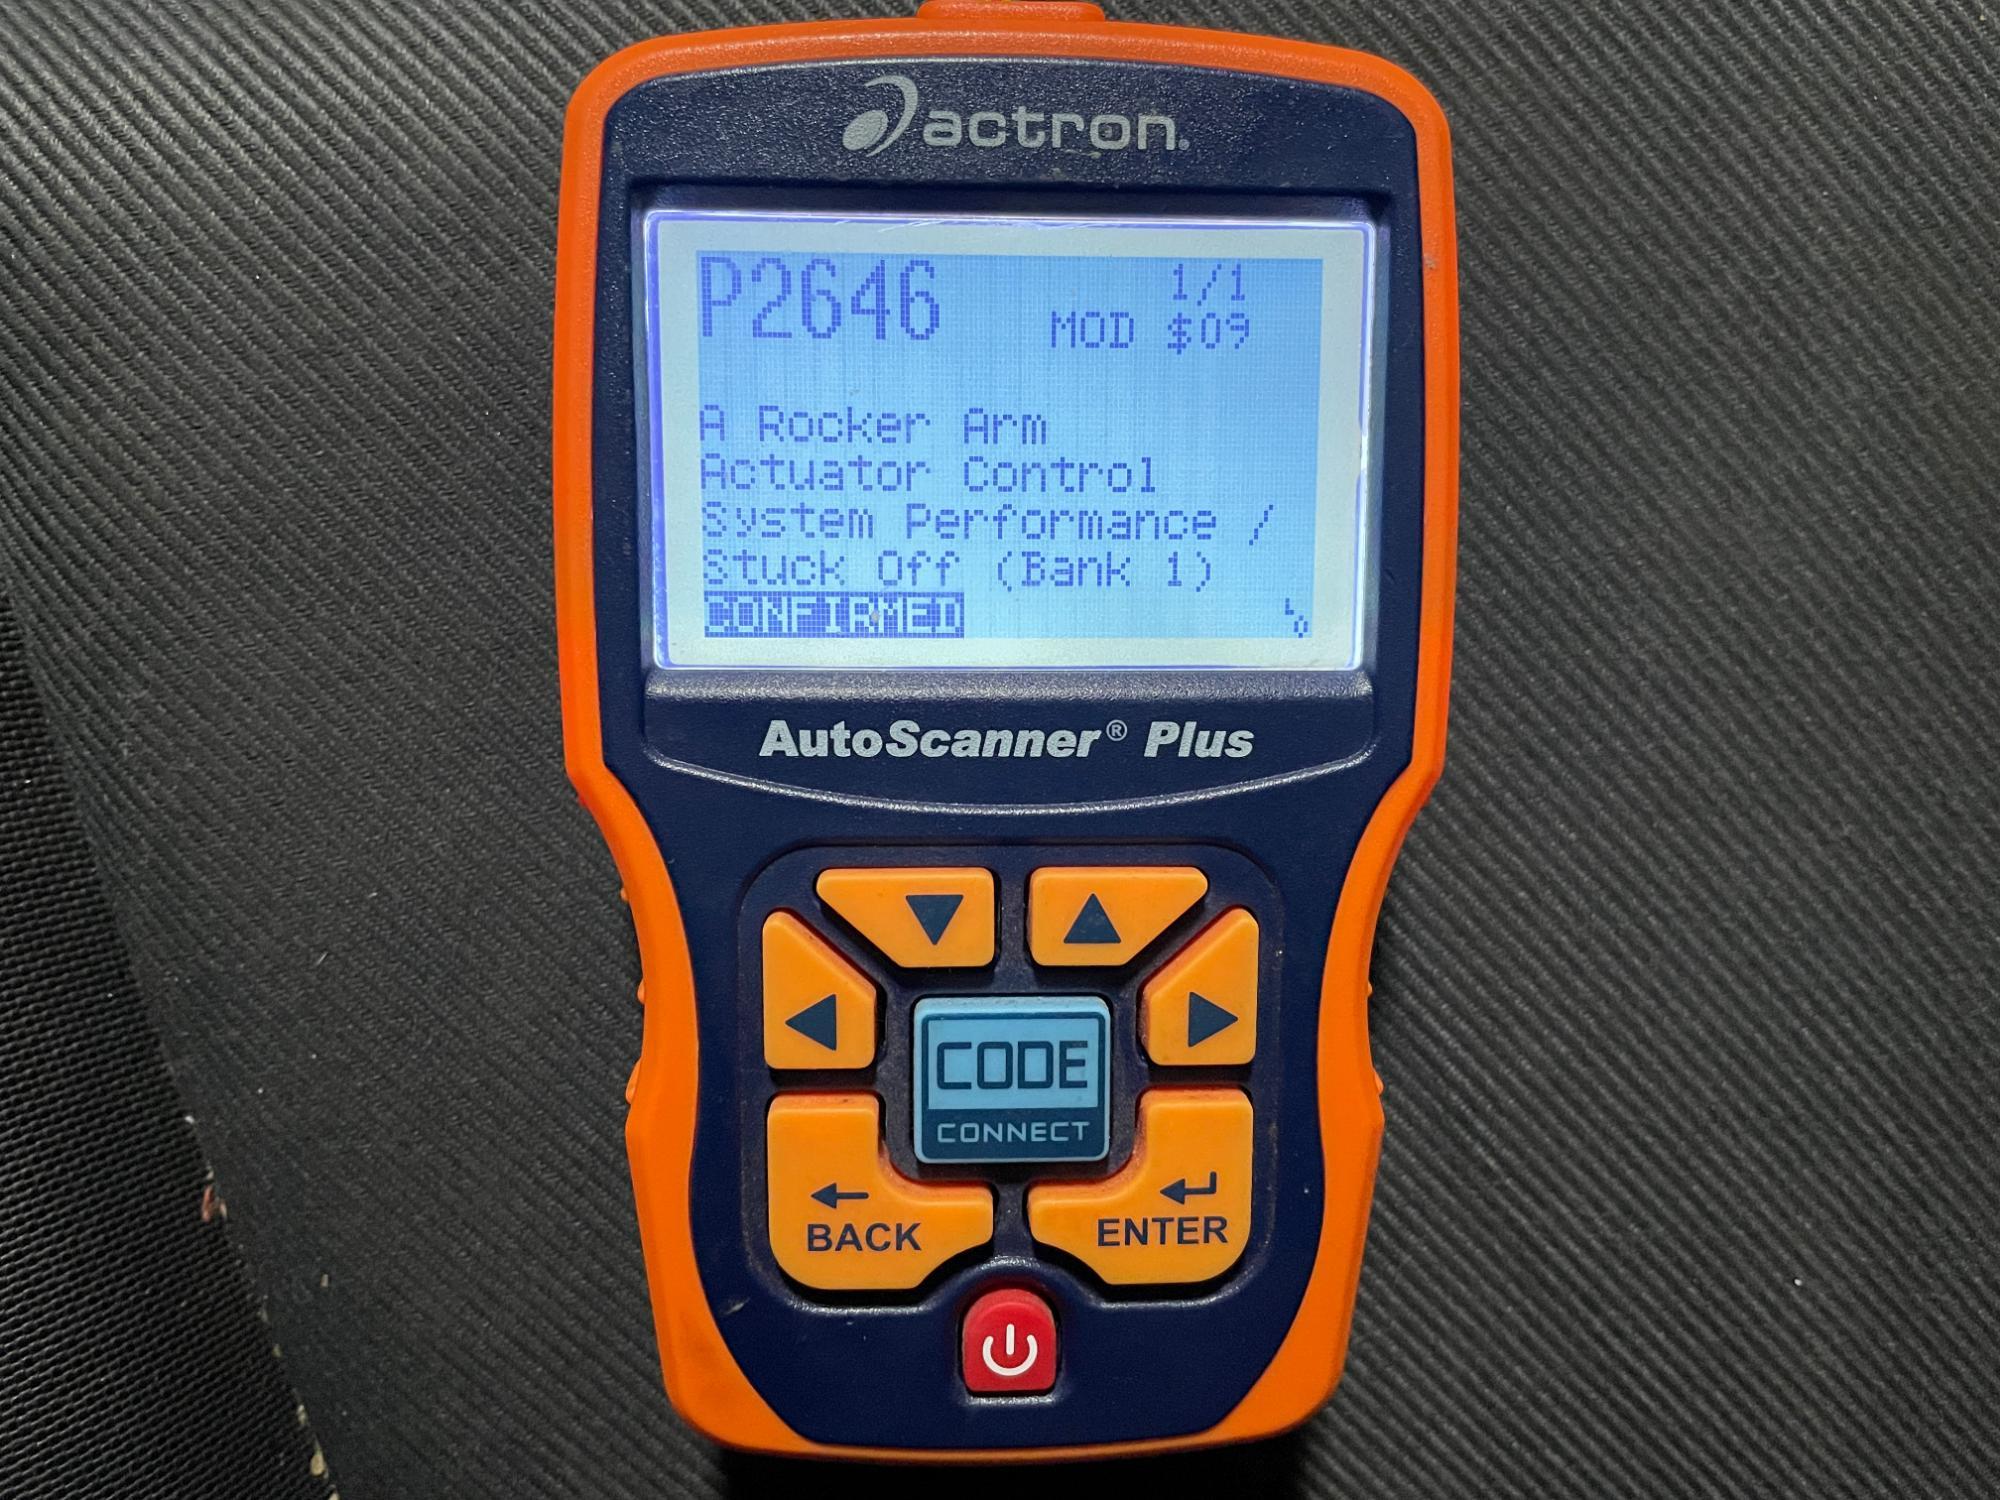 actron®
P2646 1/1
MOD $09
A Rocker Arm
Actuator Control
System Performance /
Stuck Off (Bank 1)
CONFIRMED
AutoScanner® Plus
CODE
CONNECT
BACK
ENTER